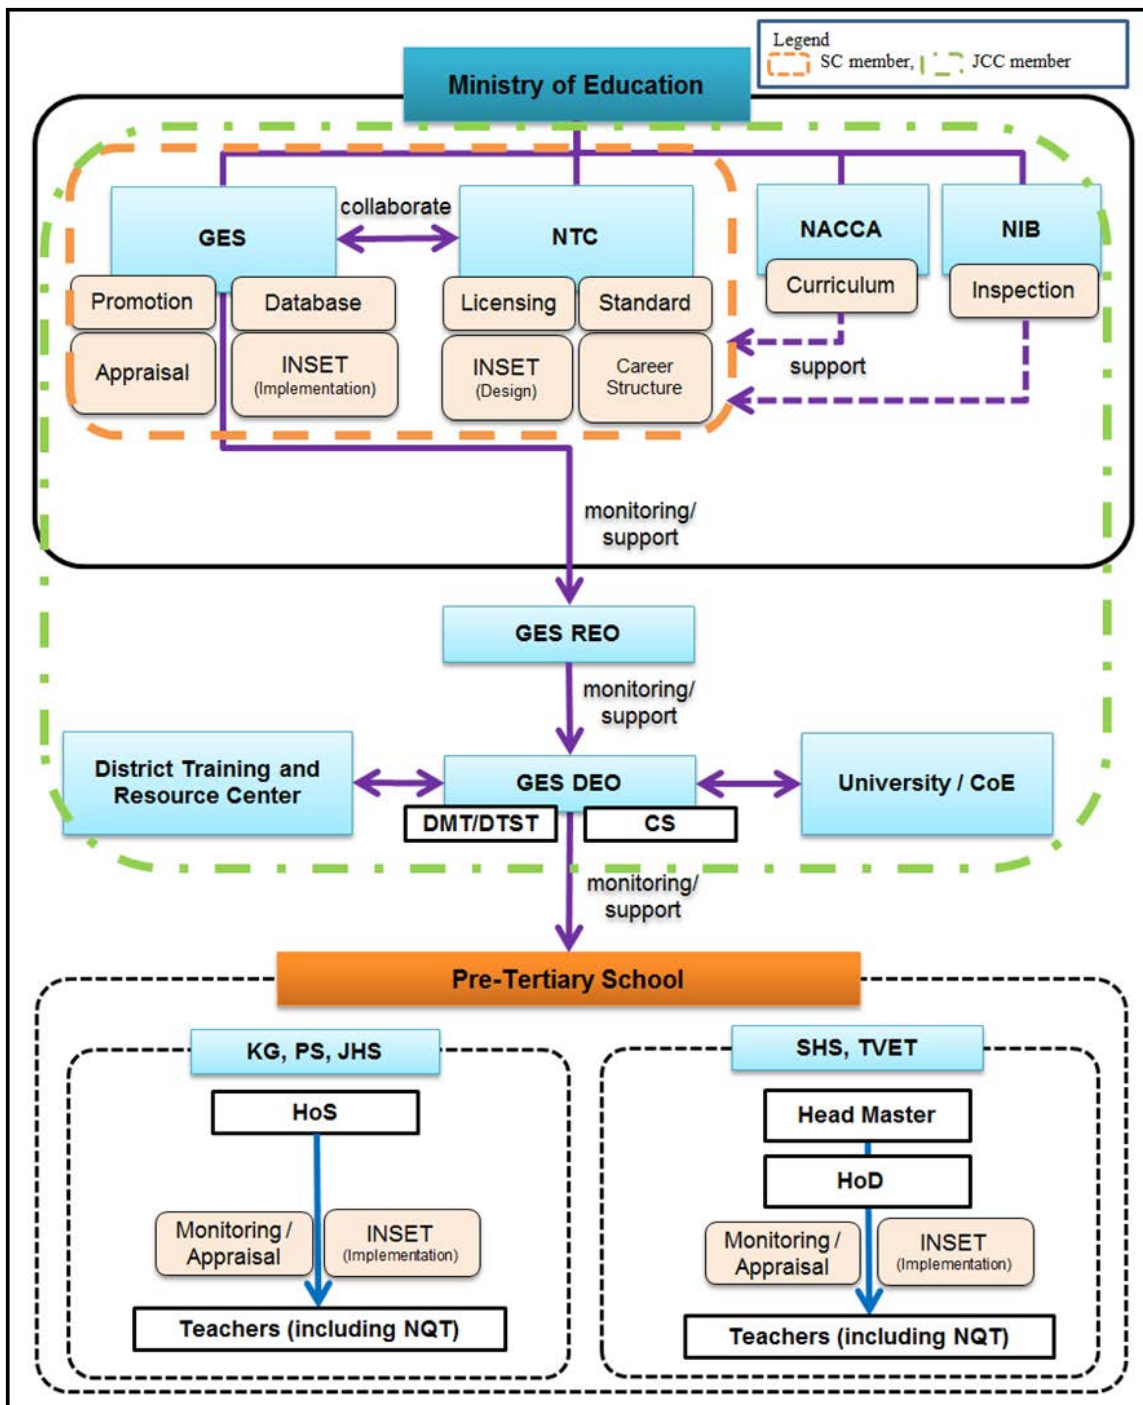 Legend
SC member, JCC member
Ministry of Education
GES
collaborate
NTC
NACCA
NIB
Promotion
Database
Licensing
Standard
Curriculum
Inspection
Appraisal
INSET
(Implementation)
INSET
(Design)
Career
Structure
support
monitoring/
support
GES REO
monitoring/
support
District Training and
Resource Center
GES DEO
University / CoE
DMT/DTST
CS
monitoring/
support
Pre-Tertiary School
KG, PS, JHS
HoS
Monitoring /
Appraisal
INSET
(Implementation)
Teachers (including NQT)
SHS, TVET
Head Master
HoD
Monitoring /
Appraisal
INSET
(Implementation)
Teachers (including NQT)